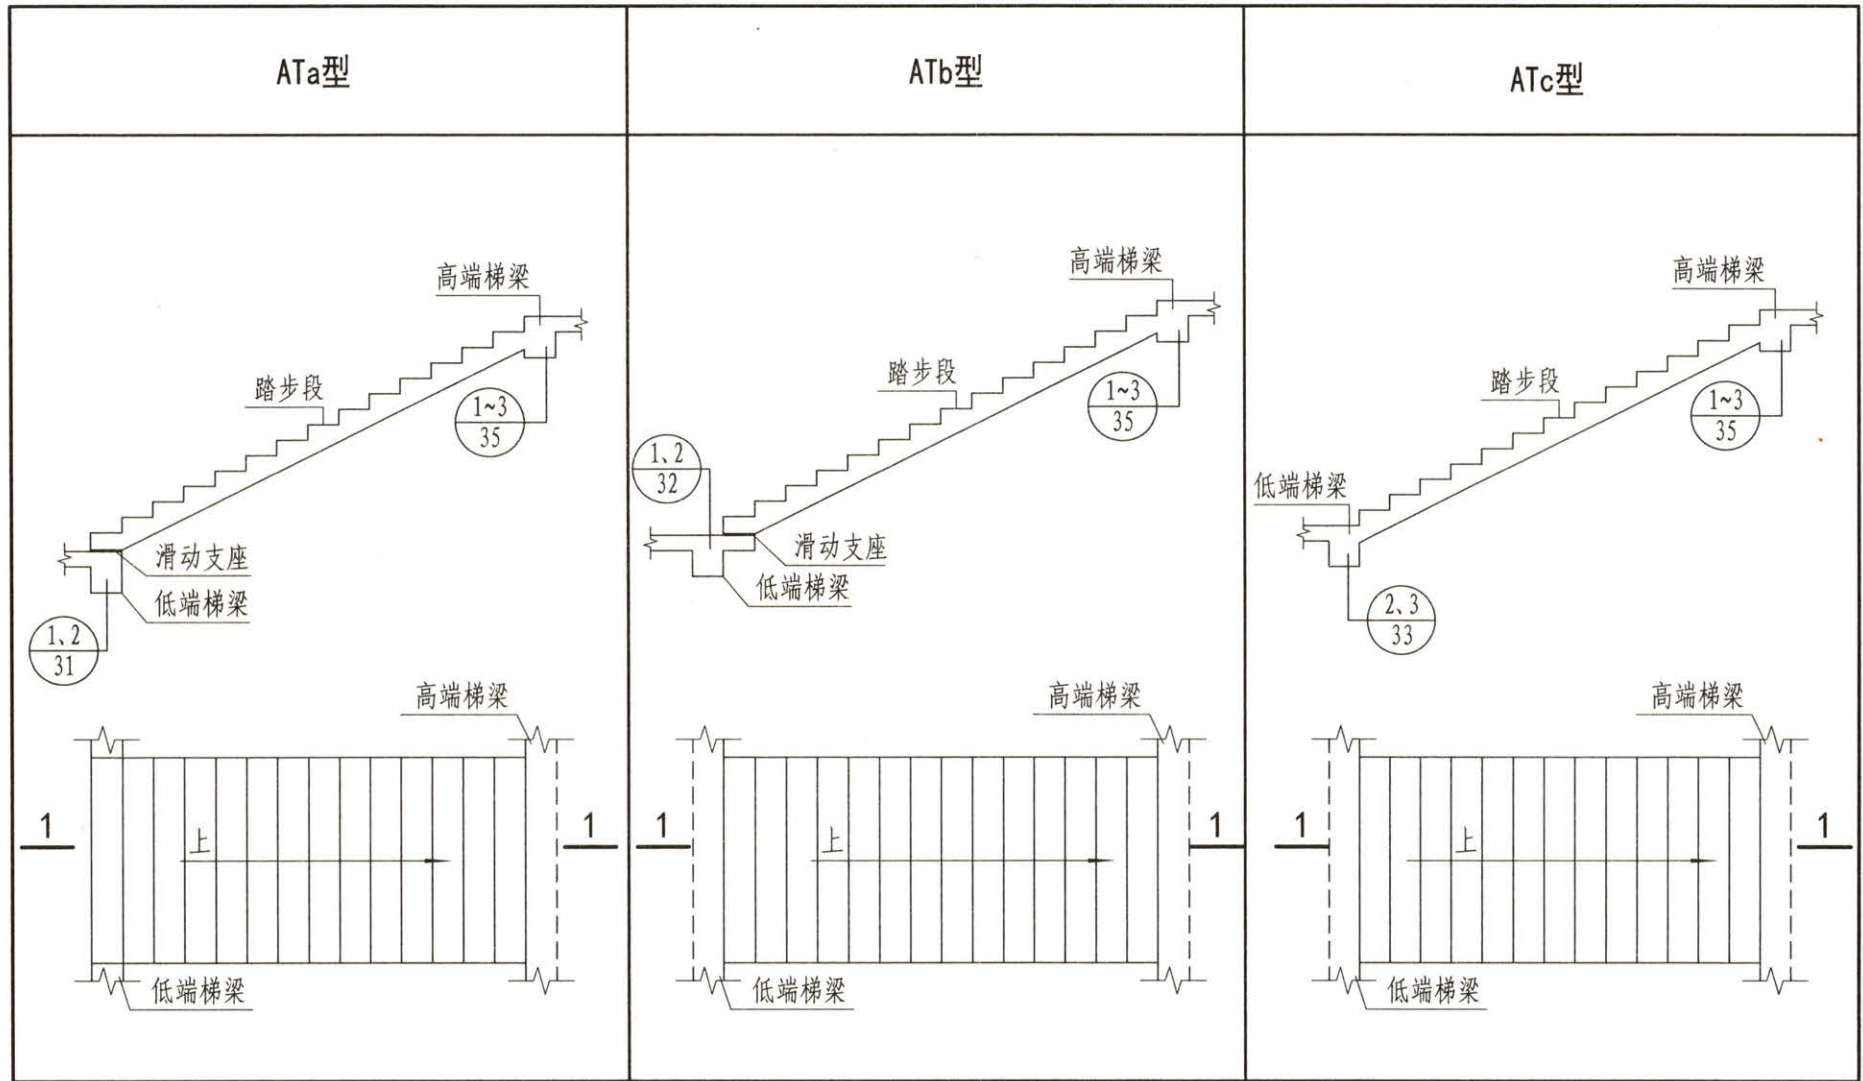 ATa型
ATb型
ATc型
高端梯梁
踏步段
1~3
35
滑动支座
低端梯梁
1、2
31
高端梯梁
1
上
1
低端梯梁
高端梯梁
踏步段
1~3
35
1、2
32
滑动支座
低端梯梁
高端梯梁
1
上
1
低端梯梁
高端梯梁
踏步段
1~3
35
低端梯梁
2、3
33
高端梯梁
1
上
1
低端梯梁